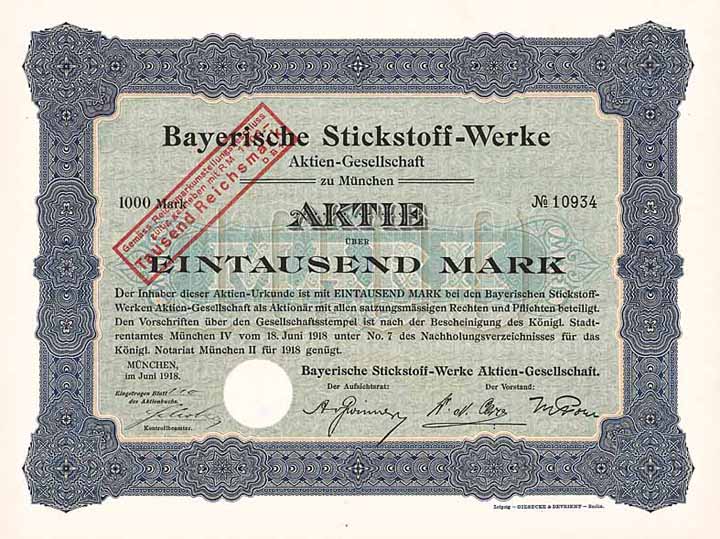 Bayerische Stickstoff-Werke
Aktien-Gesellschaft
zu München
1000 Mark
№ 10934
AKTIE
ÜBER
EINTAUSEND MARK
MARK
Tausend Reichsmark
Der Inhaber dieser Aktien-Urkunde ist mit EINTAUSEND MARK bei den Bayerischen Stickstoff-
Werken Aktien-Gesellschaft als Aktionär mit allen satzungsmässigen Rechten und Pflichten beteiligt.
Den Vorschriften über den Gesellschaftsstempel ist nach der Bescheinigung des Königl. Stadt-
rentamtes München IV vom 18. Juni 1918 unter No. 7 des Nachholungsverzeichnisses für das
Königl. Notariat München II für 1918 genügt.
MÜNCHEN,
im Juni 1918.
Bayerische Stickstoff-Werke Aktien-Gesellschaft.
Der Aufsichtsrat:
Der Vorstand:
Eingetragen Blatt
des Aktienbuchs.
Kontrollbeamter.
Leipzig – GIESECKE & DEVRIENT – Berlin.